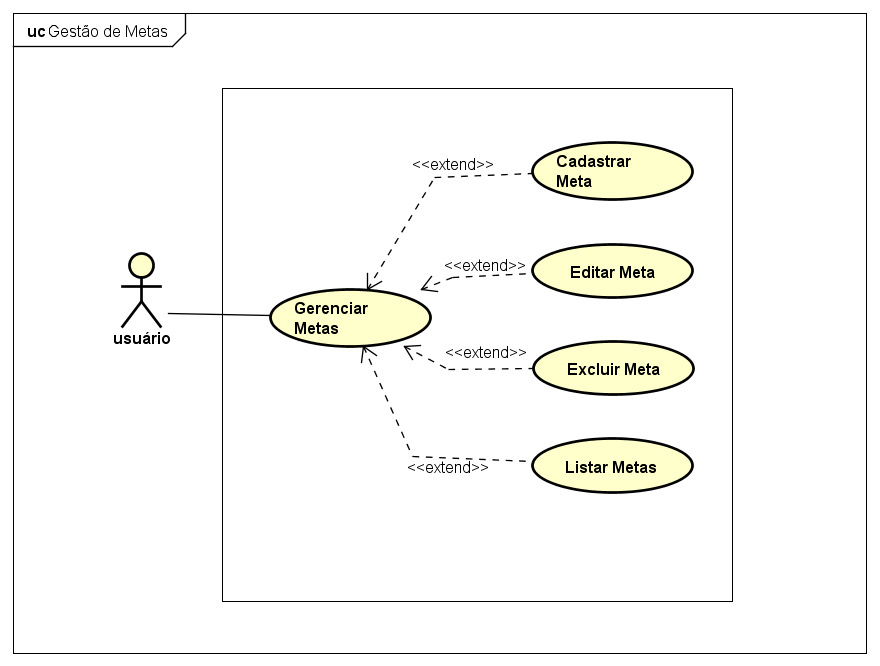 uc Gestão de Metas
<<extend>>
Cadastrar
Meta
<<extend>>
Editar Meta
Gerenciar
Metas
usuário
<<extend>>
Excluir Meta
<<extend>>
Listar Metas